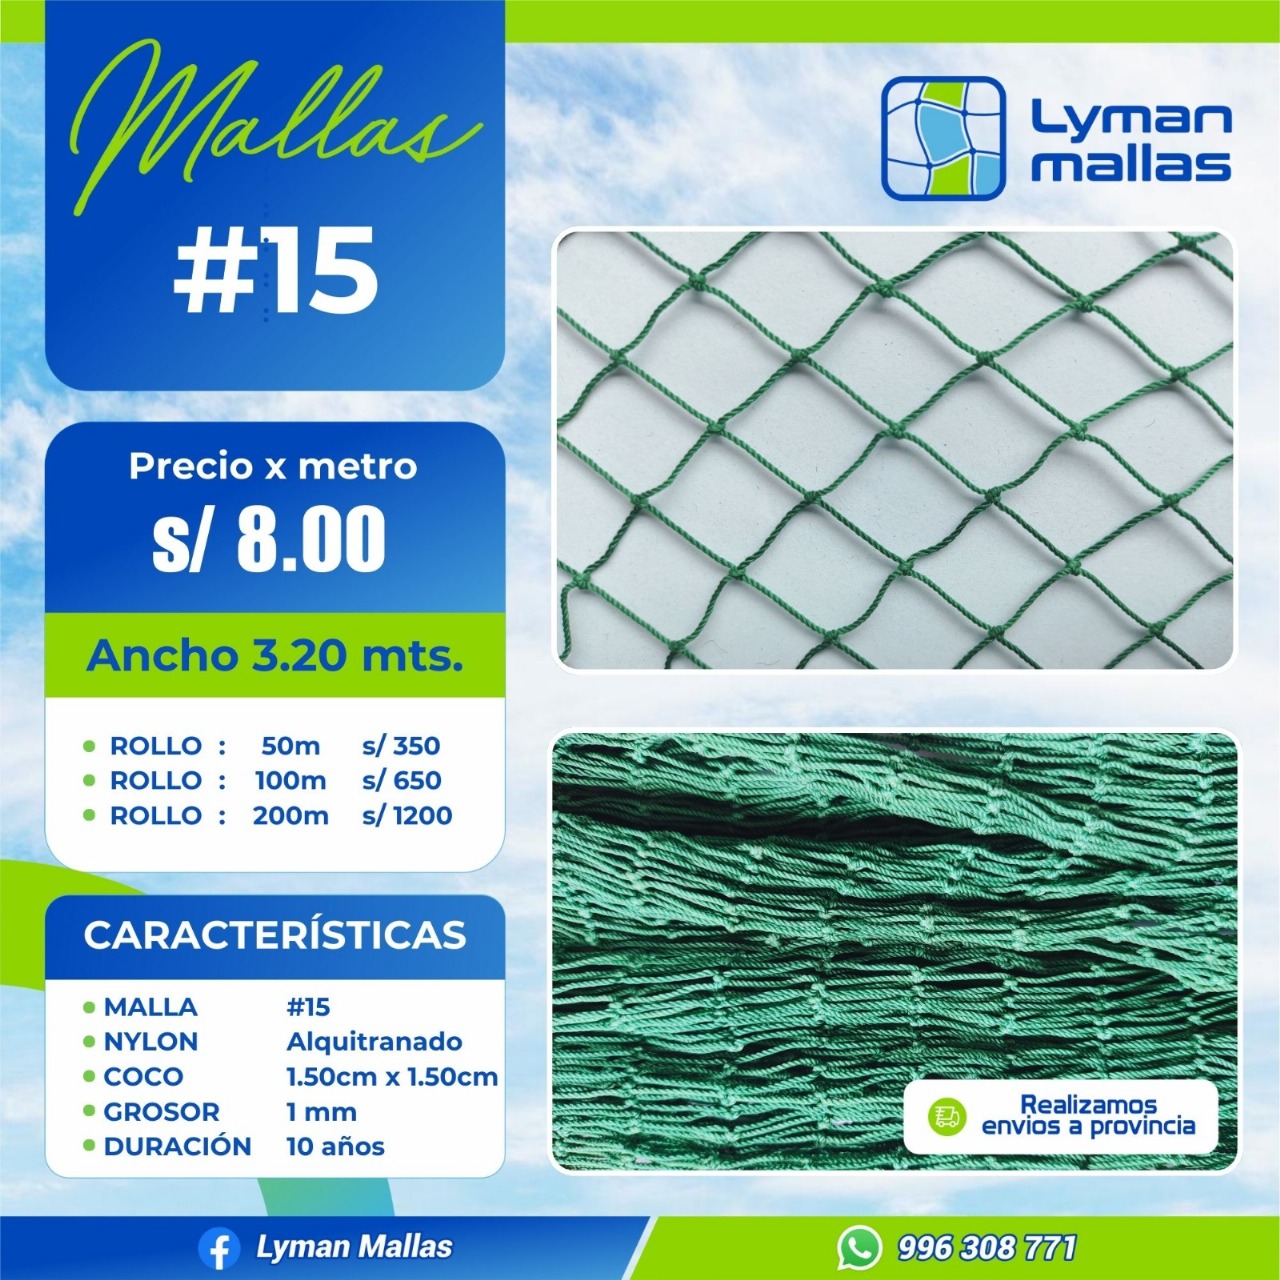 Mallas
#15
Lyman
mallas
Precio x metro
s/ 8.00
Ancho 3.20 mts.
ROLLO : 50m s/ 350
ROLLO : 100m s/ 650
ROLLO : 200m s/ 1200
CARACTERÍSTICAS
MALLA #15
NYLON Alquitranado
COCO 1.50cm x 1.50cm
GROSOR 1 mm
DURACIÓN 10 años
Realizamos
envios a provincia
Lyman Mallas
996 308 771